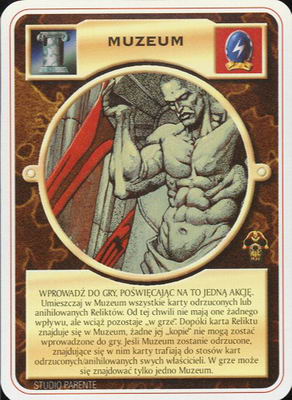 MUZEUM
WPROWADŹ DO GRY, POŚWIĘCAJĄC NA TO JEDNĄ AKCJĘ.
Umieszczaj w Muzeum wszystkie karty odrzuconych lub
anihilowanych Reliktów. Od tej chwili nie mają one żadnego
wpływu, ale wciąż pozostaje „w grze". Dopóki karta Reliktu
znajduje się w Muzeum, żadne jej „kopie" nie mogą zostać
wprowadzone do gry. Jeśli Muzeum zostanie odrzucone,
znajdujące się w nim karty trafiają do stosów kart
odrzuconych/anihilowanych swych właścicieli. W grze może
się znajdować tylko jedno Muzeum.
STUDIO PARENTE